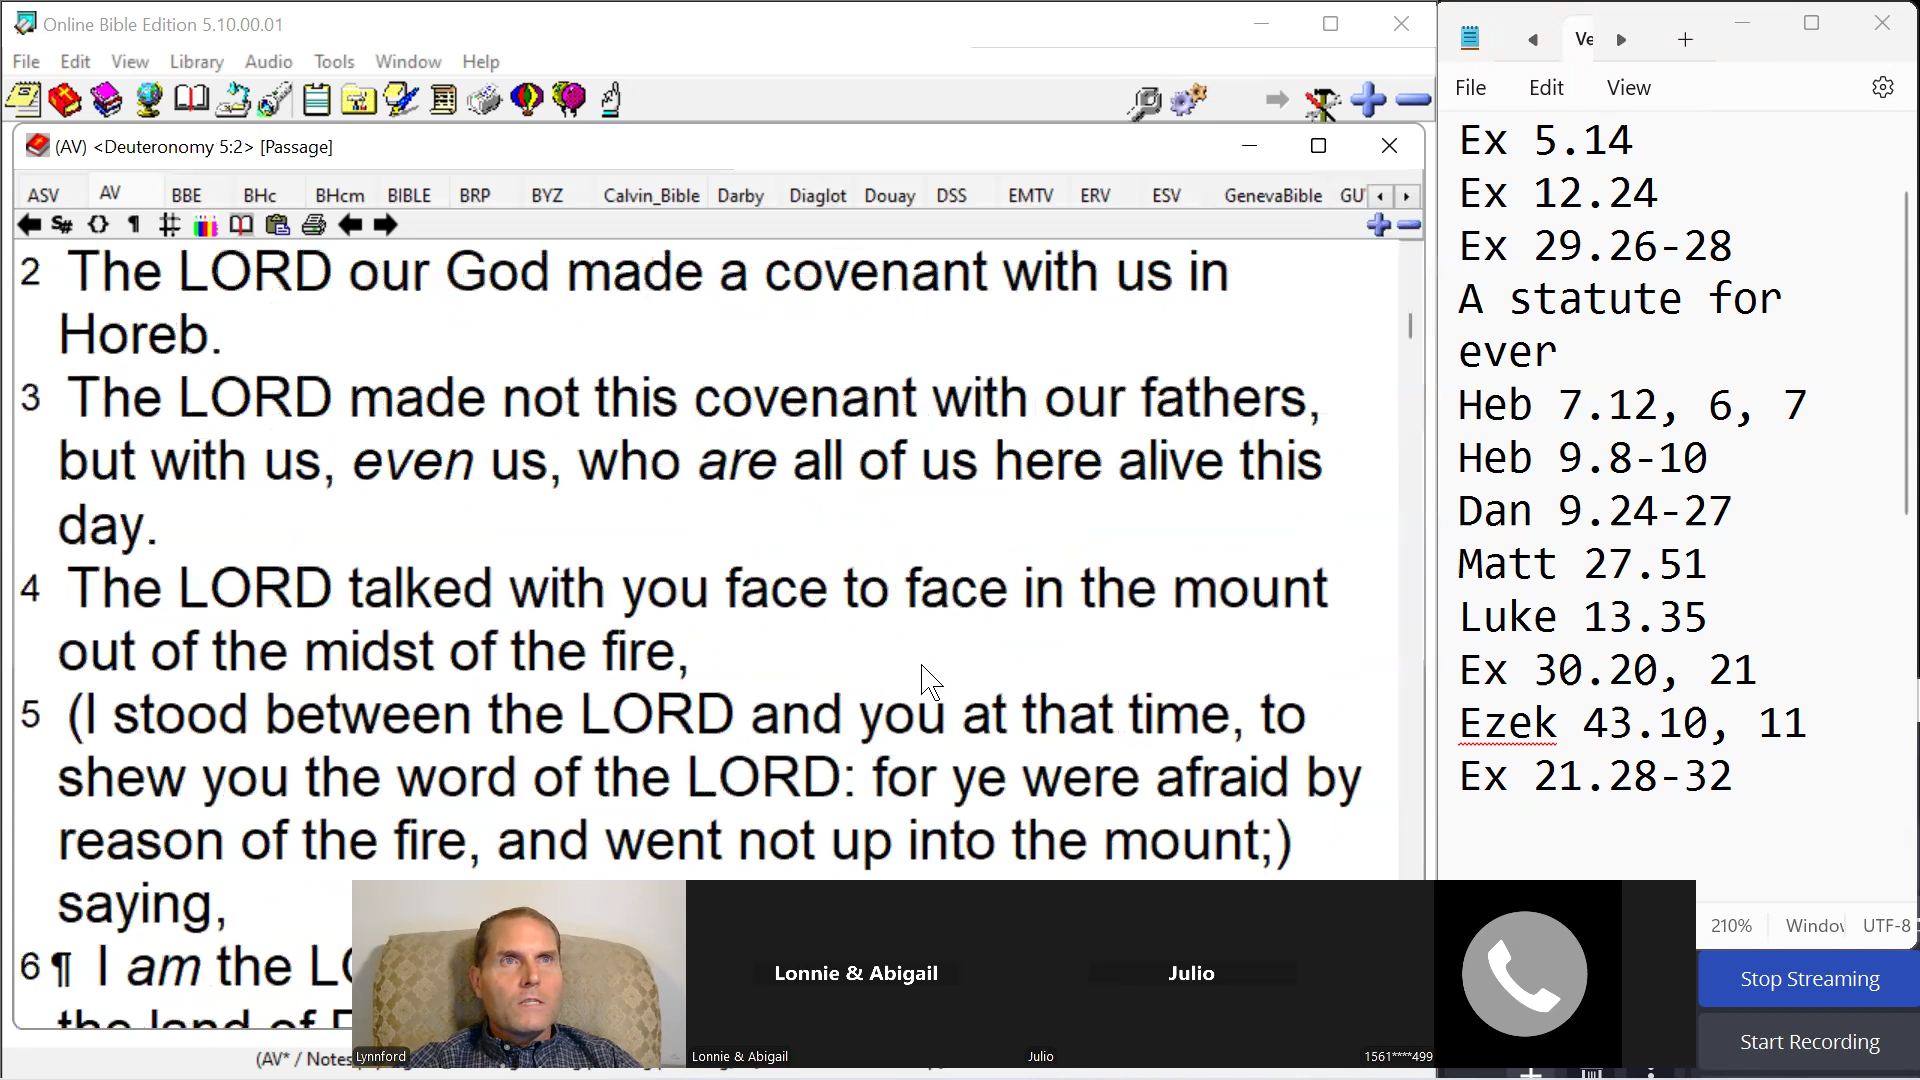 Online Bible Edition 5.10.00.01
File Edit View Library Audio Tools Window Help
(AV) <Deuteronomy 5:2> [Passage]
ASV AV BBE BHc BHcm BIBLE BRP BYZ Calvin_Bible Darby Diaglot Douay DSS EMTV ERV ESV GenevaBible
2 The LORD our God made a covenant with us in
Horeb.
3 The LORD made not this covenant with our fathers,
but with us, even us, who are all of us here alive this
day.
4 The LORD talked with you face to face in the mount
out of the midst of the fire,
5 (I stood between the LORD and you at that time, to
shew you the word of the LORD: for ye were afraid by
reason of the fire, and went not up into the mount;)
saying,
6 ¶ I am the
the land of
(AV* / Notes
File Edit View
Ex 5.14
Ex 12.24
Ex 29.26-28
A statute for
ever
Heb 7.12, 6, 7
Heb 9.8-10
Dan 9.24-27
Matt 27.51
Luke 13.35
Ex 30.20, 21
Ezek 43.10, 11
Ex 21.28-32
210% UTF-8
Lonnie & Abigail
Julio
Lynnford
Lonnie & Abigail
Julio
1561****499
Stop Streaming
Start Recording